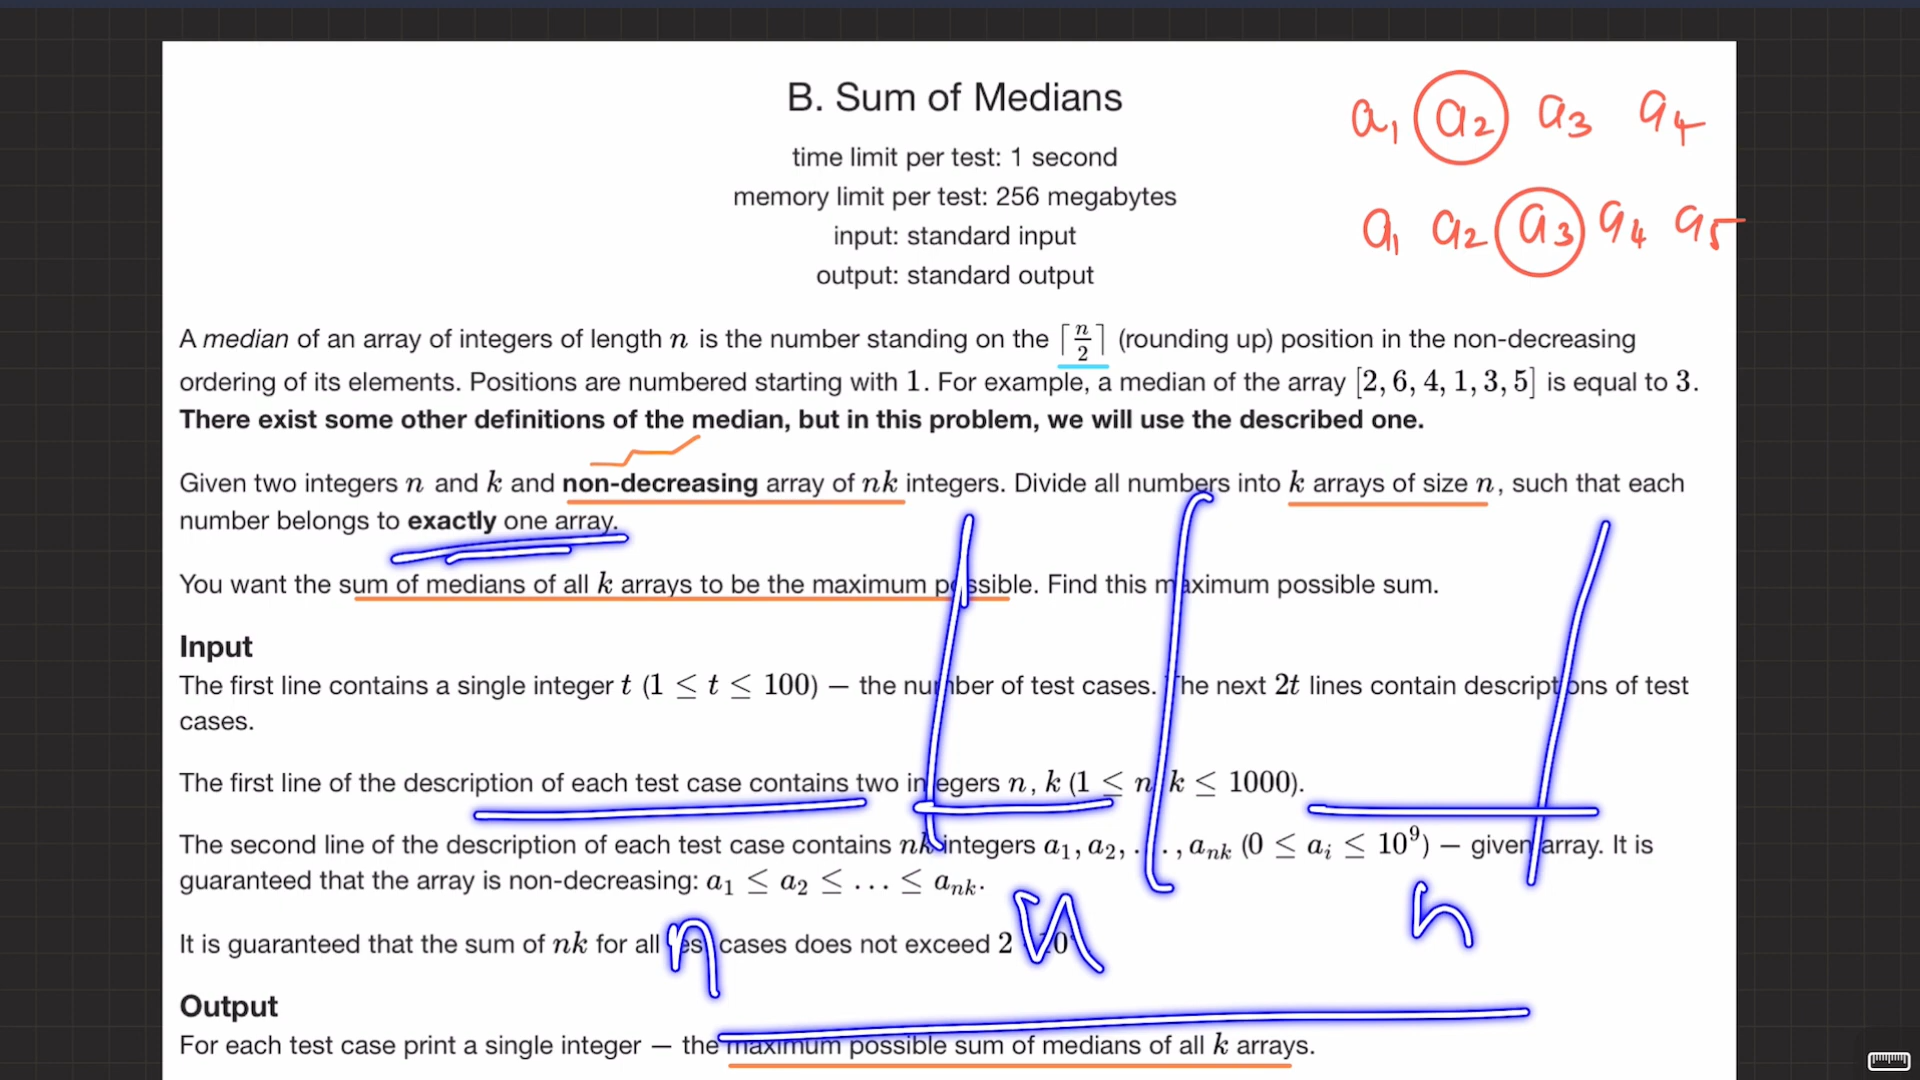 B. Sum of Medians
time limit per test: 1 second
memory limit per test: 256 megabytes
input: standard input
output: standard output
a₁ a₂ a₃ a₄
a₁ a₂ a₃ a₄ a₅
A median of an array of integers of length n is the number standing on the ⌈n/2⌉ (rounding up) position in the non-decreasing
ordering of its elements. Positions are numbered starting with 1. For example, a median of the array [2, 6, 4, 1, 3, 5] is equal to 3.
There exist some other definitions of the median, but in this problem, we will use the described one.
Given two integers n and k and non-decreasing array of nk integers. Divide all numbers into k arrays of size n, such that each
number belongs to exactly one array.
You want the sum of medians of all k arrays to be the maximum possible. Find this maximum possible sum.
Input
The first line contains a single integer t (1 ≤ t ≤ 100) — the number of test cases. The next 2t lines contain descriptions of test
cases.
The first line of the description of each test case contains two integers n, k (1 ≤ n, k ≤ 1000).
The second line of the description of each test case contains nk integers a₁, a₂, . . . , aₙₖ (0 ≤ aᵢ ≤ 10⁹) — given array. It is
guaranteed that the array is non-decreasing: a₁ ≤ a₂ ≤ . . . ≤ aₙₖ.
It is guaranteed that the sum of nk for all cases does not exceed 2
n n n
Output
For each test case print a single integer — the maximum possible sum of medians of all k arrays.